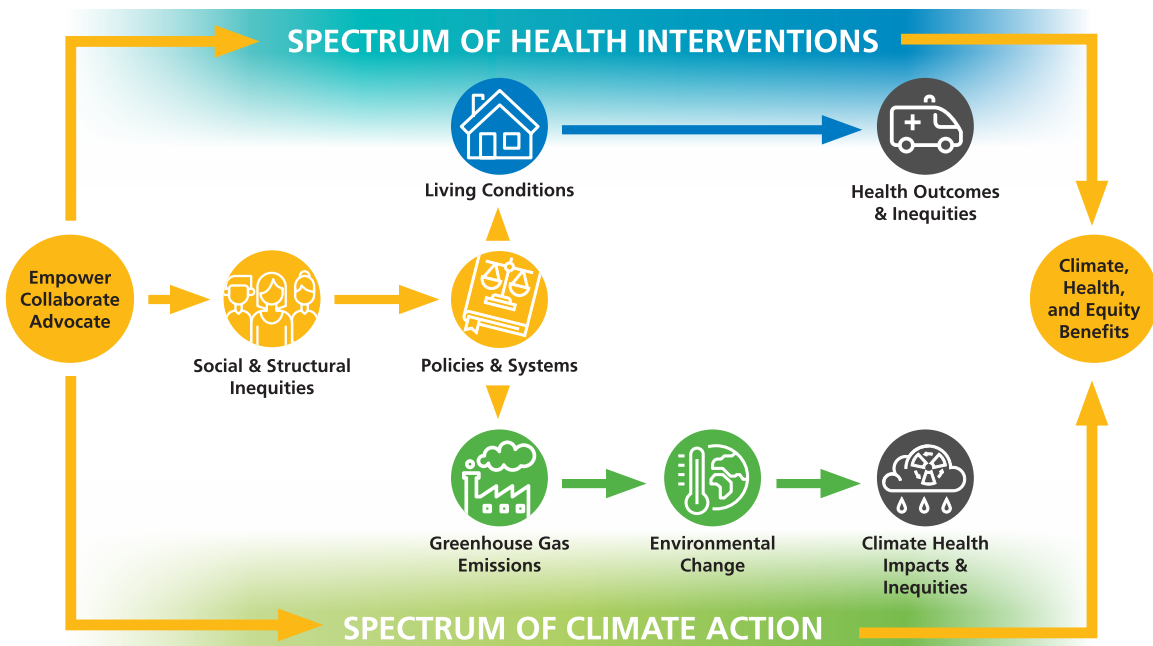 SPECTRUM OF HEALTH INTERVENTIONS
Living Conditions
Health Outcomes
& Inequities
Empower
Collaborate
Advocate
Social & Structural
Inequities
Policies & Systems
Climate,
Health,
and Equity
Benefits
Greenhouse Gas
Emissions
Environmental
Change
Climate Health
Impacts &
Inequities
SPECTRUM OF CLIMATE ACTION